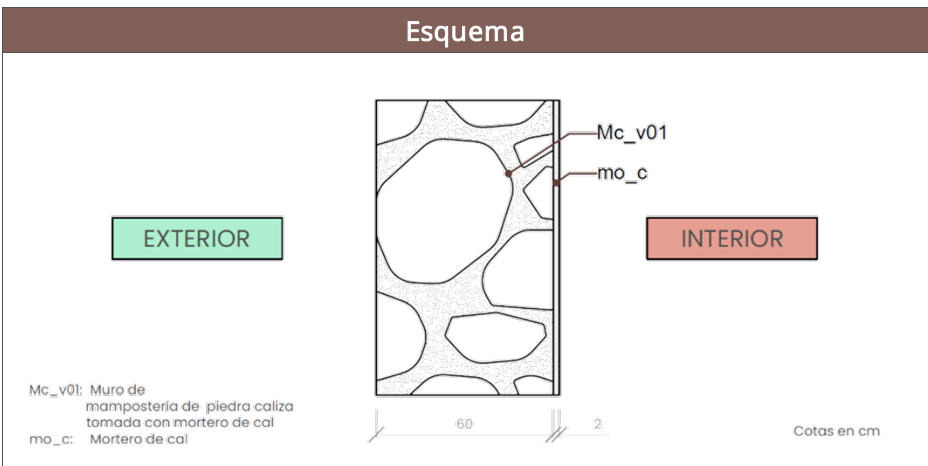 Esquema
Mc_v01
mo_c
EXTERIOR
INTERIOR
Mc_v01: Muro de
mampostería de piedra caliza
tomada con mortero de cal
mo_c: Mortero de cal
60
2
Cotas en cm